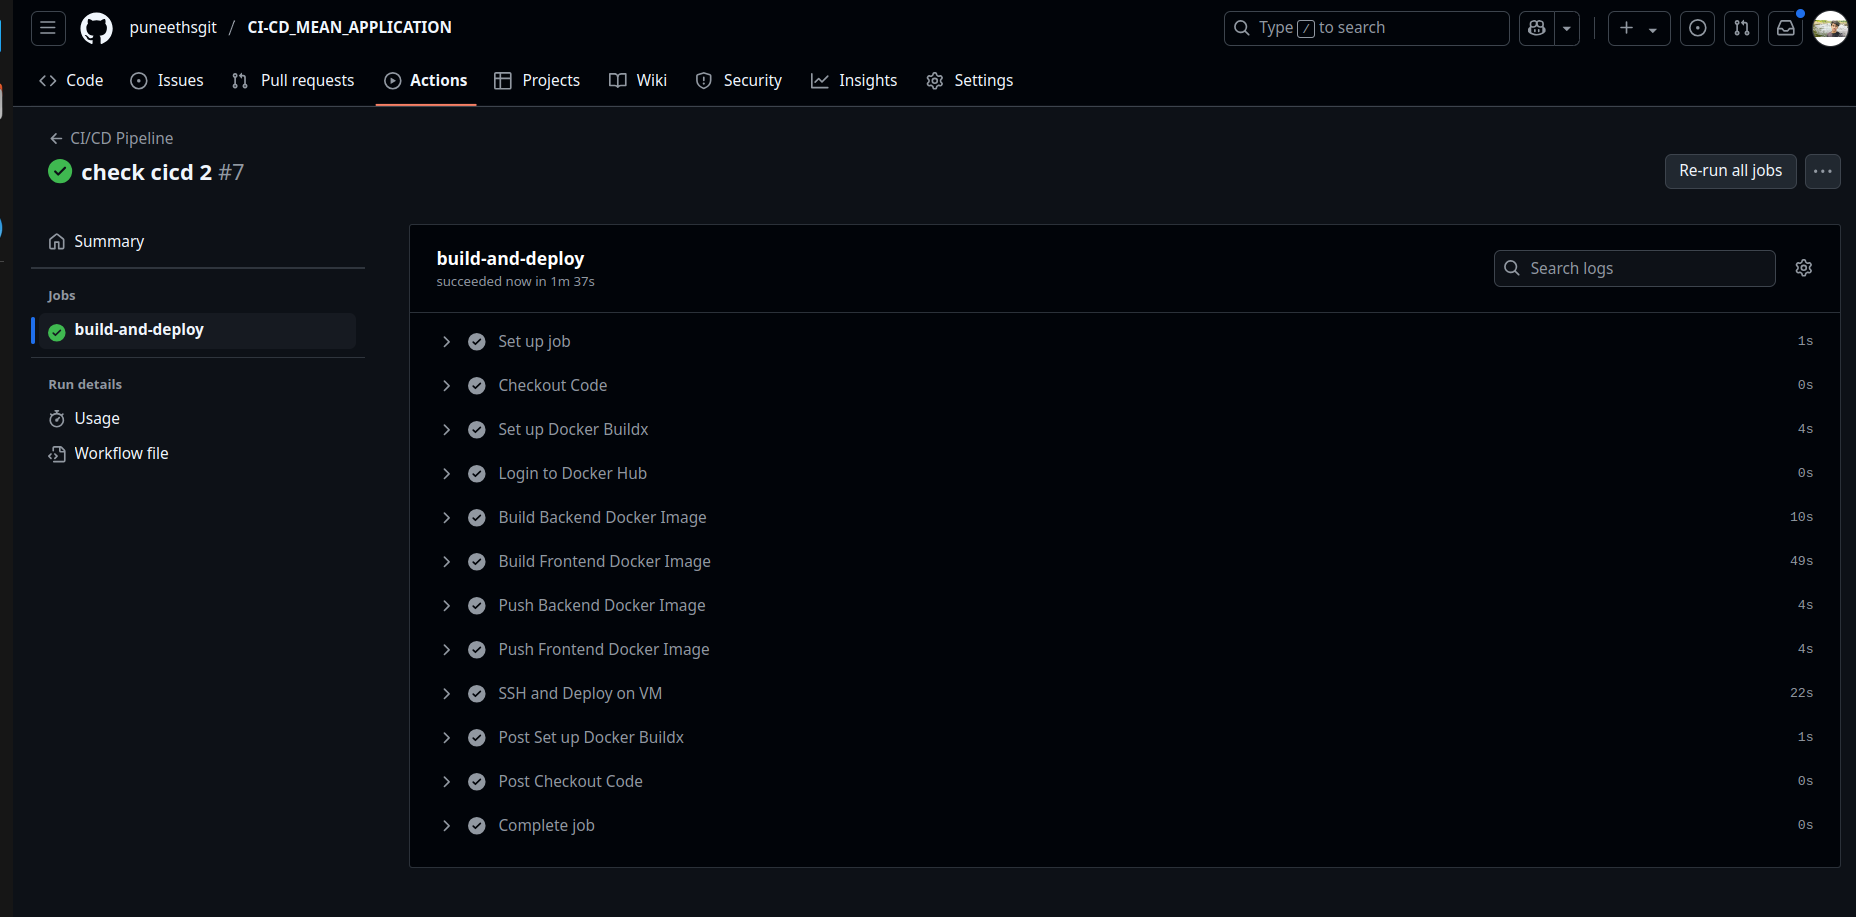 puneethsgit / CI-CD_MEAN_APPLICATION
Type / to search
Code Issues Pull requests Actions Projects Wiki Security Insights Settings
CI/CD Pipeline
check cicd 2 #7
Re-run all jobs
Summary
Jobs
build-and-deploy
Run details
Usage
Workflow file
build-and-deploy
succeeded now in 1m 37s
Search logs
Set up job 1s
Checkout Code 0s
Set up Docker Buildx 4s
Login to Docker Hub 0s
Build Backend Docker Image 10s
Build Frontend Docker Image 49s
Push Backend Docker Image 4s
Push Frontend Docker Image 4s
SSH and Deploy on VM 22s
Post Set up Docker Buildx 1s
Post Checkout Code 0s
Complete job 0s